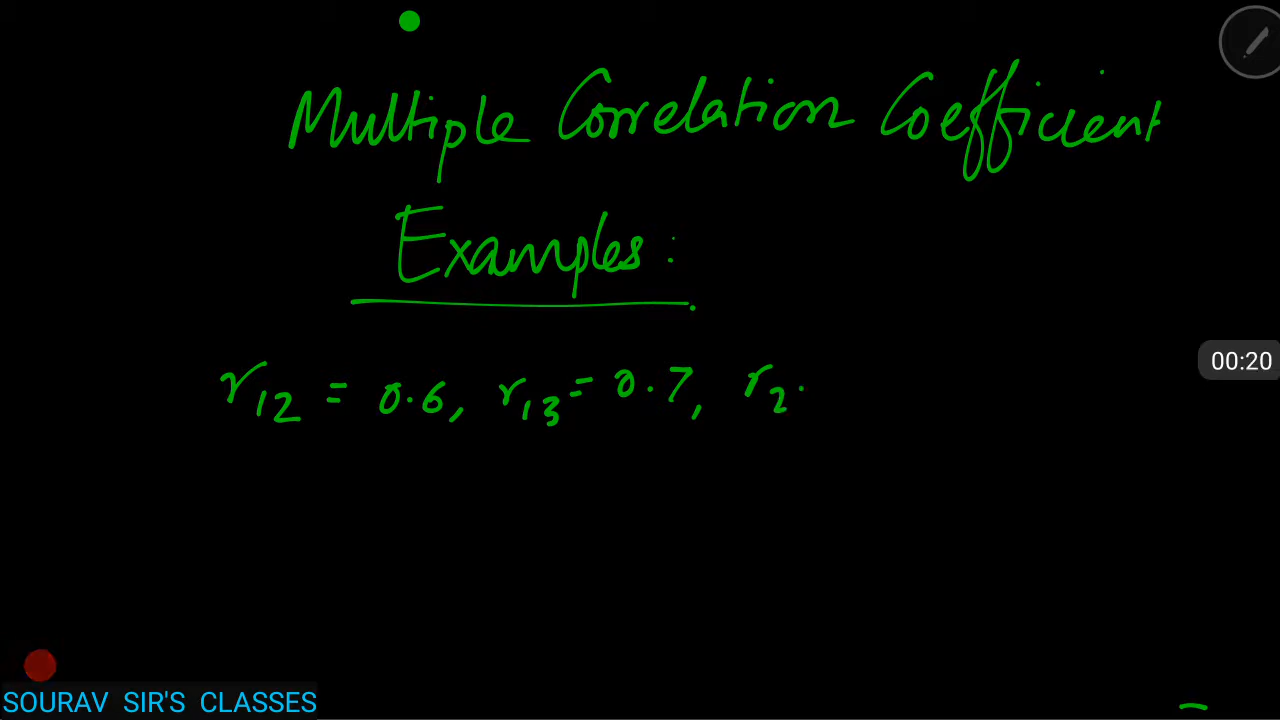 Multiple Correlation Coefficient
Examples:
r12 = 0.6, r13 = 0.7, r2.
00:20
SOURAV SIR'S CLASSES